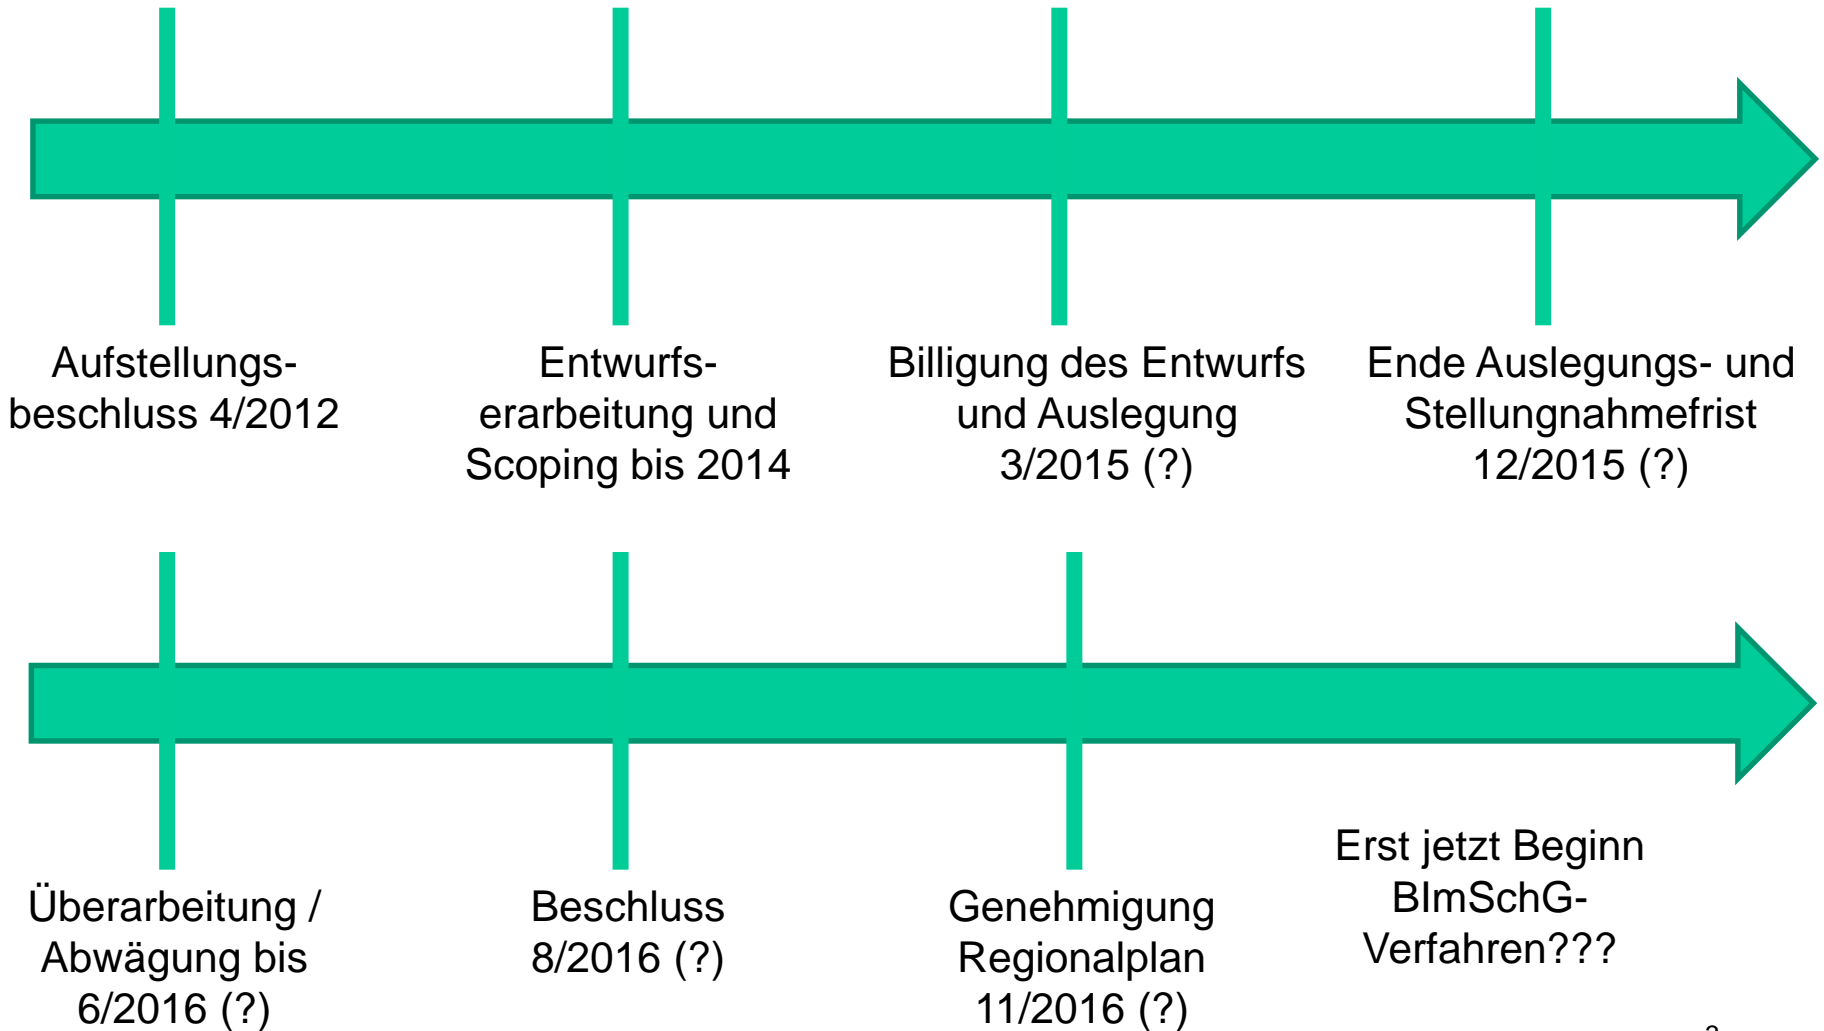 Aufstellungs-
beschluss 4/2012
Entwurfs-
erarbeitung und
Scoping bis 2014
Billigung des Entwurfs
und Auslegung
3/2015 (?)
Ende Auslegungs- und
Stellungnahmefrist
12/2015 (?)
Überarbeitung /
Abwägung bis
6/2016 (?)
Beschluss
8/2016 (?)
Genehmigung
Regionalplan
11/2016 (?)
Erst jetzt Beginn
BImSchG-
Verfahren???